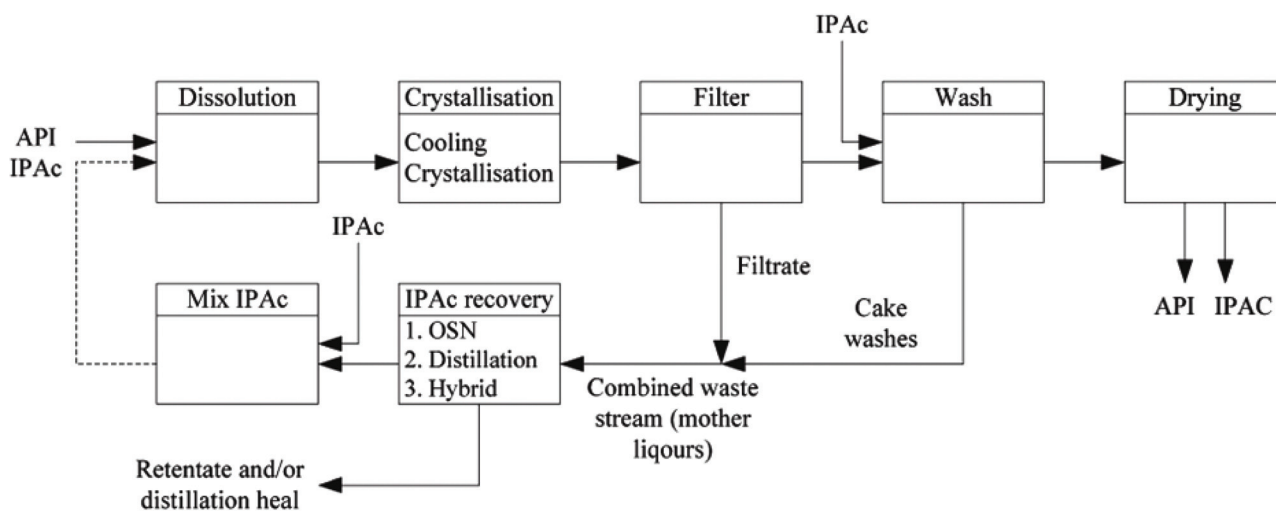 IPAc
Dissolution
Crystallisation
Filter
Wash
Drying
API
IPAc
Cooling
Crystallisation
IPAc
Filtrate
Cake
washes
API
IPAC
Mix IPAc
IPAc recovery
1. OSN
2. Distillation
3. Hybrid
Combined waste
stream (mother
liqours)
Retentate and/or
distillation heal